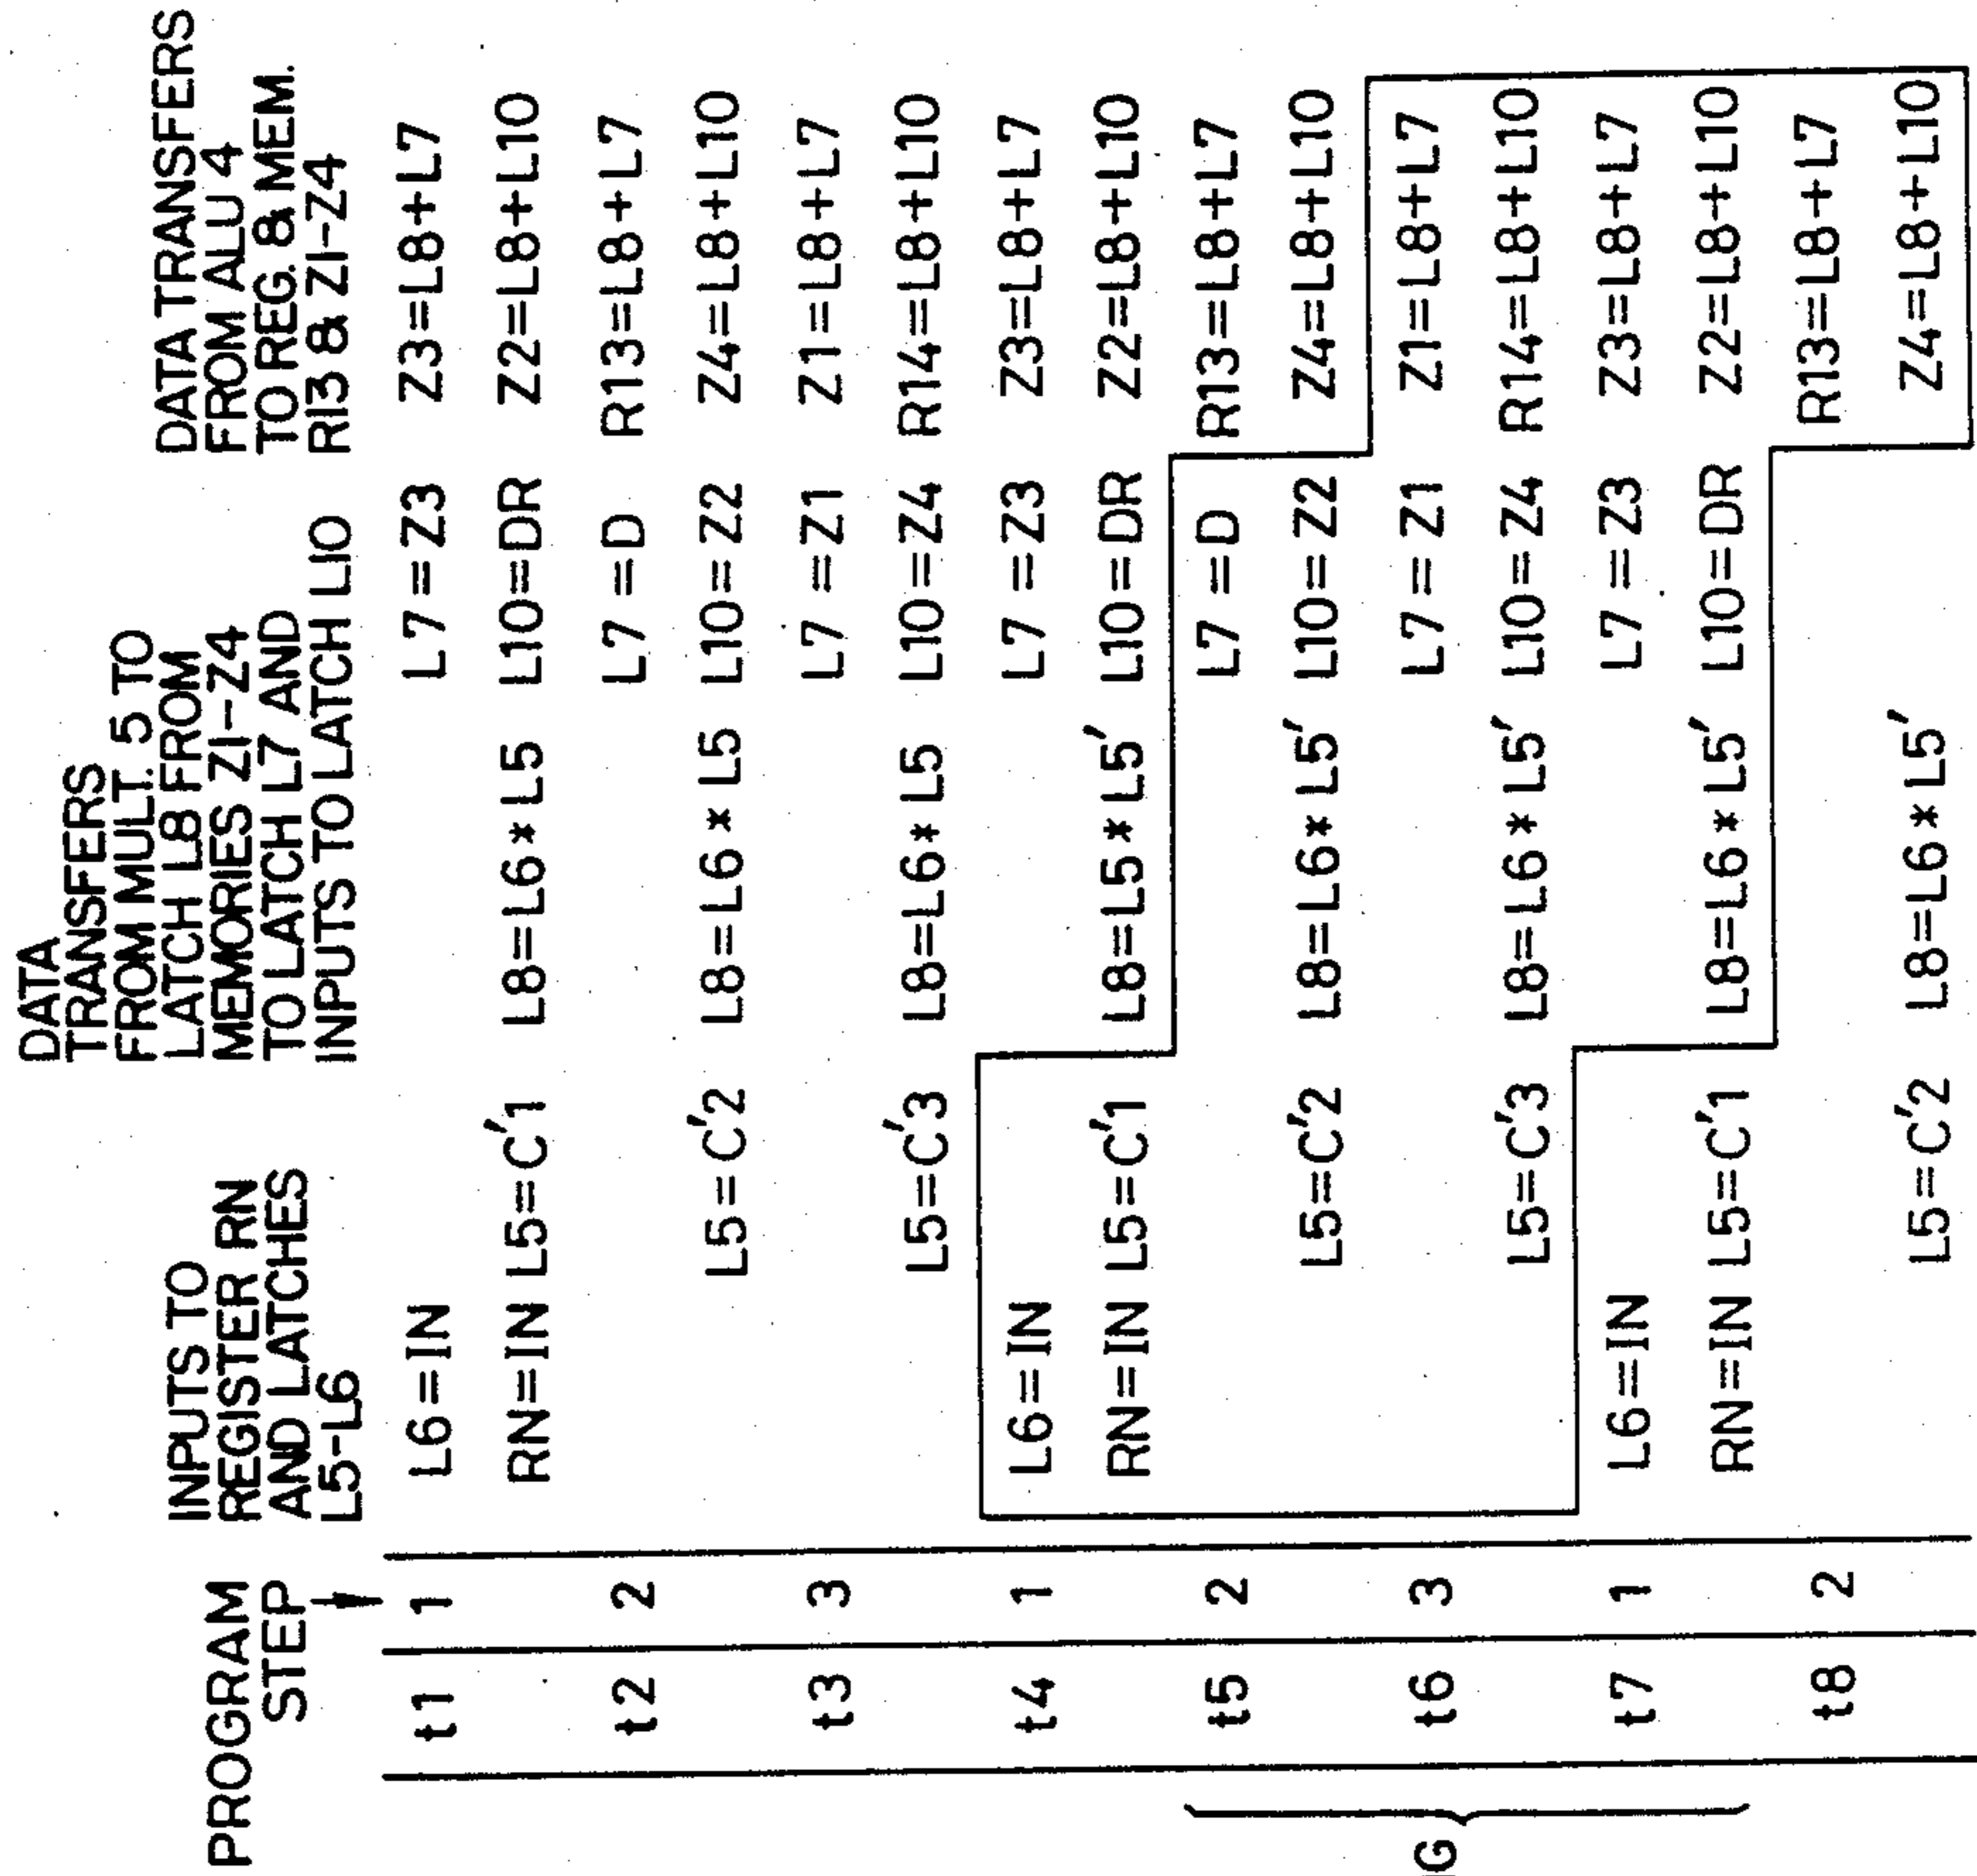 PROGRAM
STEP
INPUTS TO
REGISTER RN
AND LATCHES
L5-L6
DATA
TRANSFERS
FROM MULT. 5 TO
LATCH L8 FROM
MEMORIES Z1-Z4
TO LATCH L7 AND
INPUTS TO LATCH L10
DATA TRANSFERS
FROM ALU 4
TO REG. & MEM.
R13 & Z1-Z4
t1 1 L6=IN L7=Z3 Z3=L8+L7
RN=IN L5=C'1 L8=L6*L5 L10=DR Z2=L8+L10
t2 2 L7=D R13=L8+L7
L5=C'2 L8=L6*L5 L10=Z2 Z4=L8+L10
t3 3 L7=Z1 Z1=L8+L7
L5=C'3 L8=L6*L5 L10=Z4 R14=L8+L10
t4 1 L6=IN L7=Z3 Z3=L8+L7
RN=IN L5=C'1 L8=L5*L5' L10=DR Z2=L8+L10
t5 2 L7=D R13=L8+L7
L5=C'2 L8=L6*L5' L10=Z2 Z4=L8+L10
G
t6 3 L7=Z1 Z1=L8+L7
L5=C'3 L8=L6*L5' L10=Z4 R14=L8+L10
t7 1 L6=IN L7=Z3 Z3=L8+L7
RN=IN L5=C'1 L8=L6*L5' L10=DR Z2=L8+L10
t8 2 R13=L8+L7
L5=C'2 L8=L6*L5' Z4=L8+L10